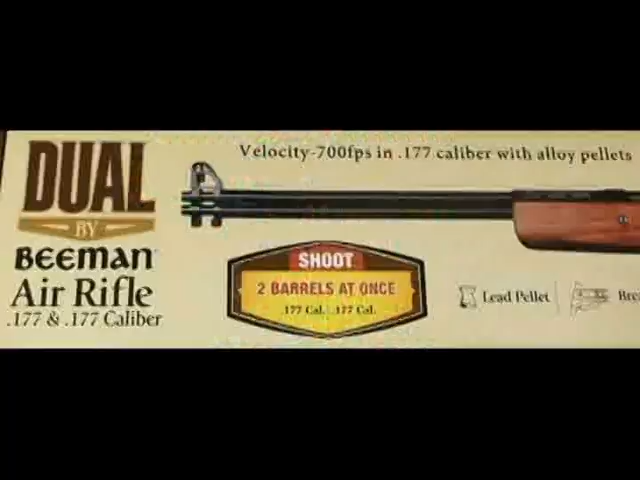 Velocity-700fps in .177 caliber with alloy pellets
DUAL
BY
BEEMAN
Air Rifle
.177 & .177 Caliber
SHOOT
2 BARRELS AT ONCE
.177 Cal. .177 Cal.
Lead Pellet